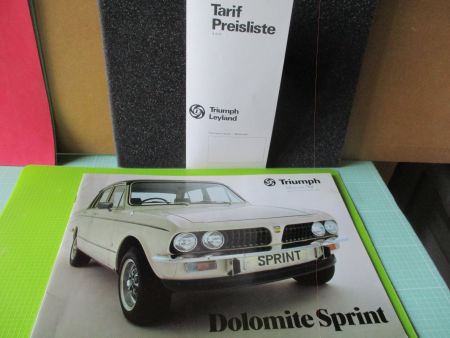 Tarif
Preisliste
Triumph
Leyland
Triumph
SPRINT
Dolomite Sprint